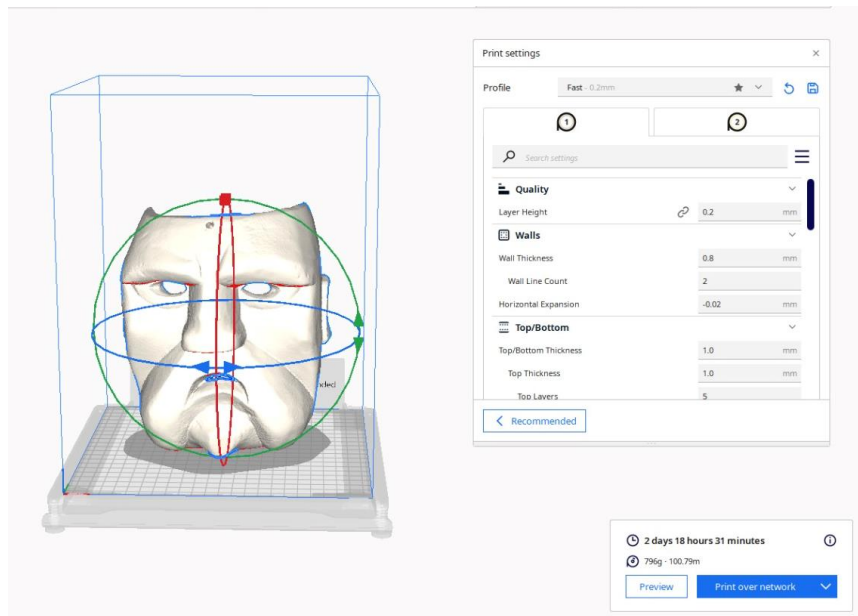 Print settings
Profile
Fast - 0.2mm
1
2
Search settings
Quality
Layer Height 0.2 mm
Walls
Wall Thickness 0.8 mm
Wall Line Count 2
Horizontal Expansion -0.02 mm
Top/Bottom
Top/Bottom Thickness 1.0 mm
Top Thickness 1.0 mm
Top Layers 5
Recommended
2 days 18 hours 31 minutes
796g · 100.79m
Preview
Print over network